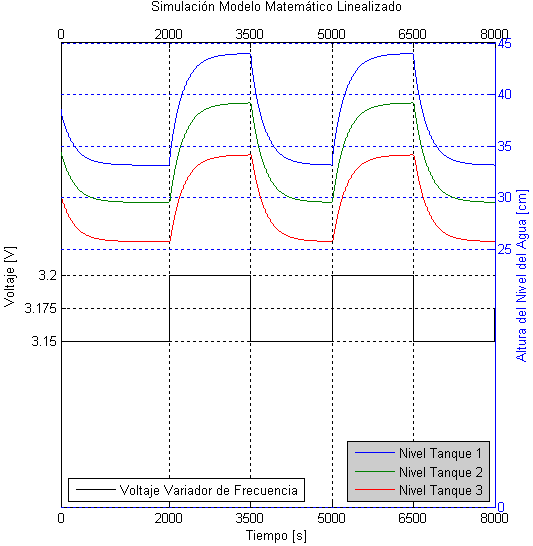 Simulación Modelo Matemático Linealizado
0 2000 3500 5000 6500 8000
45
40
35
30
25
0
Altura del Nivel del Agua [cm]
Voltaje [V]
3.2
3.175
3.15
Nivel Tanque 1
Nivel Tanque 2
Nivel Tanque 3
Voltaje Variador de Frecuencia
0 2000 3500 5000 6500 8000
Tiempo [s]